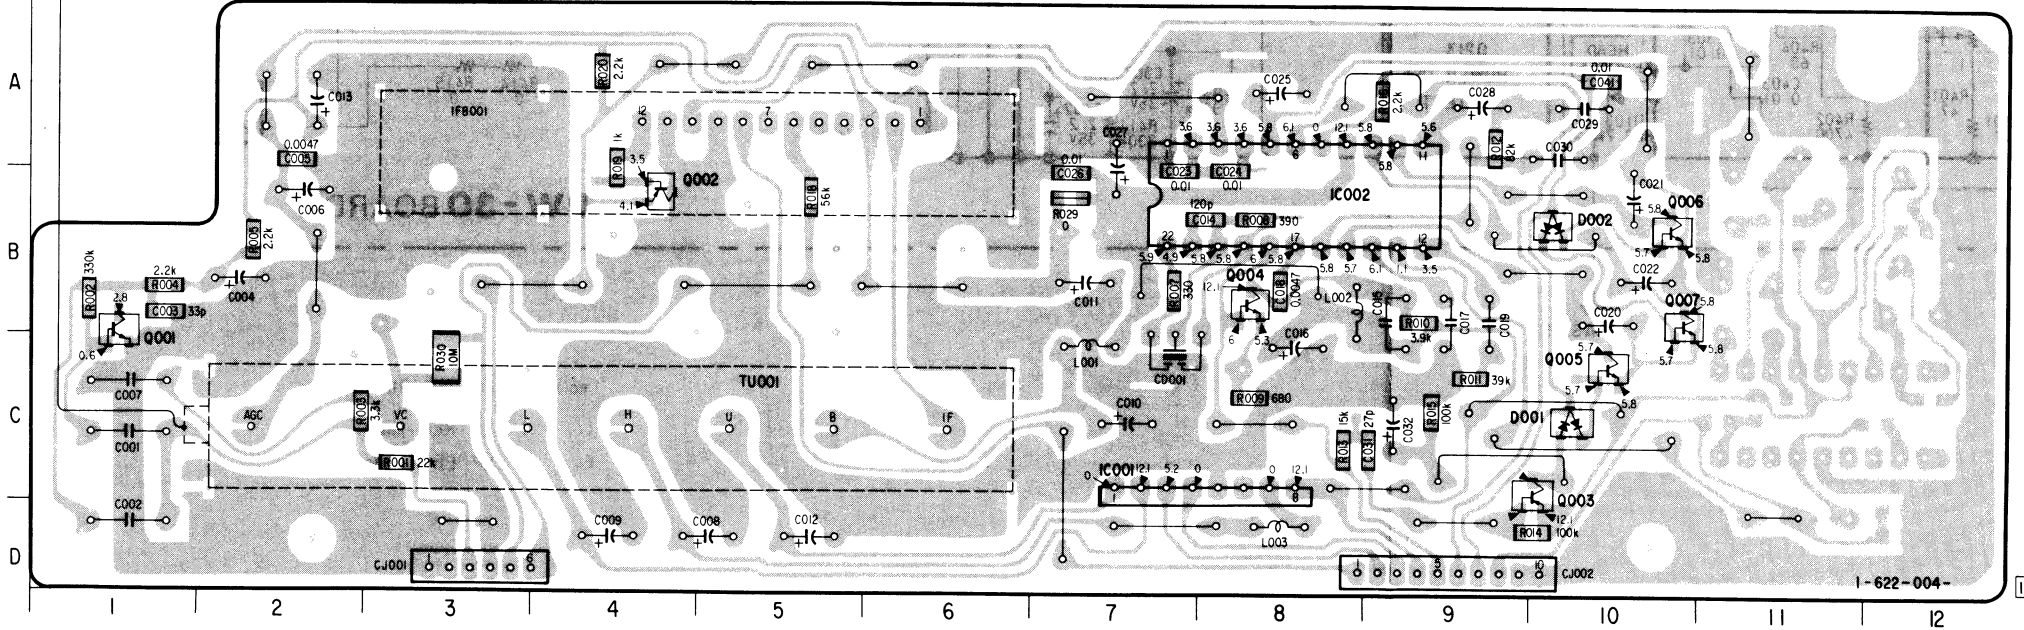 A
B
C
D
1 2 3 4 5 6 7 8 9 10 11 12
C013
IFB001
R020 2.2k
7
1
C025
R016 2.2k
C028
0.01
C041
C029
0.0047
C005
C006
R019 1k
3.5
Q002
4.1
R018 56k
C027
0.01
C026
R029
0
3.6 3.6 3.6 5.8 6.1 0 12.1 5.8 5.6
6
5.8
11
C023
0.01
C024
0.01
IC002
120p
C014
R008 390
22
17
12
5.9 4.9 5.8 5.8 6 5.8 5.8 5.7 6.1 1.1 3.5
R012 82k
C030
C021
D002
5.8
Q006
5.7
5.8
R005 2.2k
R002 330k
2.2k
R004
C003 33p
2.8
Q001
0.6
C004
C011
R007 330
Q004
12.1
C018 0.0047
6
5.3
L002
R010
3.9k
C017
C019
C022
Q007
5.8
C020
5.7
5.8
R030 10M
L001
CD001
C016
Q005
5.7
5.7
5.8
TU001
C007
AGC
R003 3.3k
VC
L
H
U
B
IF
C010
R009 680
R011 39k
C001
R001 22k
R013 15k
C031 27p
C032
R015 100k
D001
IC001
0
12.1 5.2 0 0 12.1
1
8
C002
C009
C008
C012
L003
Q003
12.1
R014 100k
CJ001
1
6
1
5
10
CJ002
1-622-004-